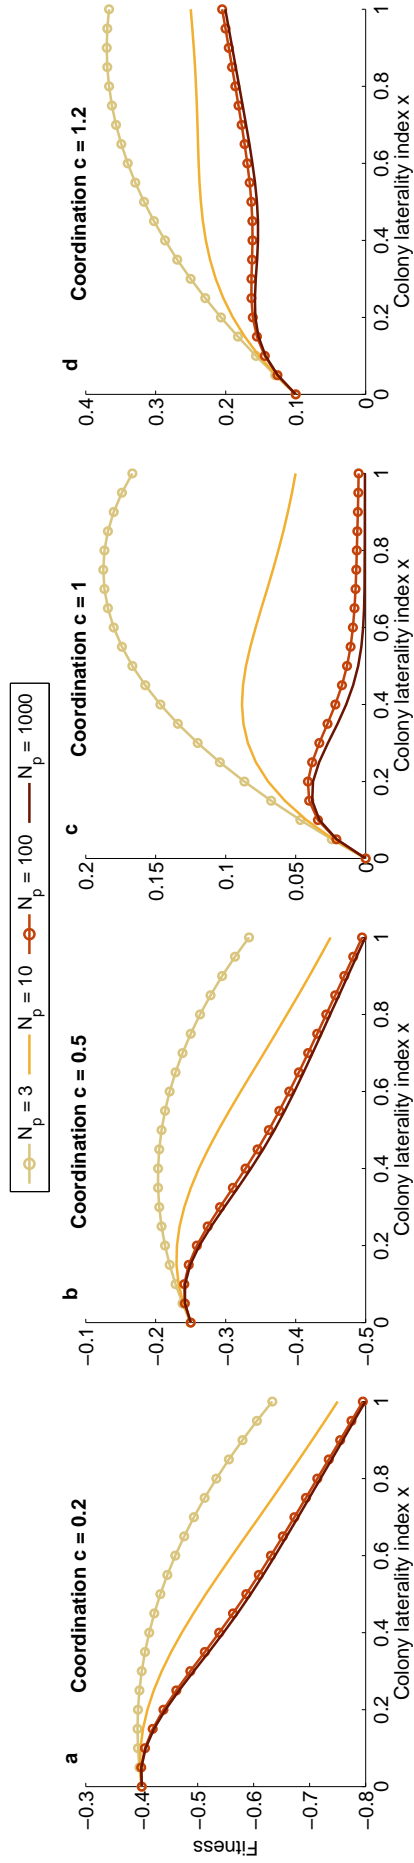 N_p = 3 N_p = 10 N_p = 100 N_p = 1000
a
Coordination c = 0.2
−0.3
−0.4
−0.5
−0.6
−0.7
−0.8
Fitness
0 0.2 0.4 0.6 0.8 1
Colony laterality index x
b
Coordination c = 0.5
−0.1
−0.2
−0.3
−0.4
−0.5
0 0.2 0.4 0.6 0.8 1
Colony laterality index x
c
Coordination c = 1
0.2
0.15
0.1
0.05
0
0 0.2 0.4 0.6 0.8 1
Colony laterality index x
d
Coordination c = 1.2
0.4
0.3
0.2
0.1
0
0 0.2 0.4 0.6 0.8 1
Colony laterality index x